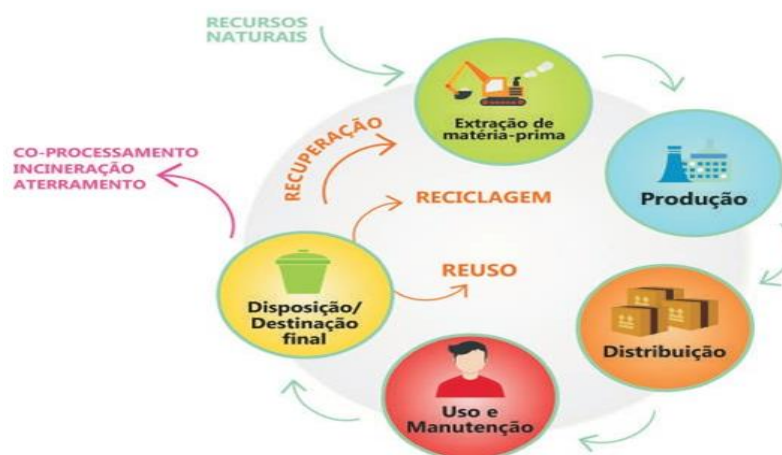 RECURSOS
NATURAIS
Extração de
matéria-prima
RECUPERAÇÃO
CO-PROCESSAMENTO
INCINERAÇÃO
ATERRAMENTO
RECICLAGEM
Produção
REUSO
Disposição/
Destinação
final
Distribuição
Uso e
Manutenção